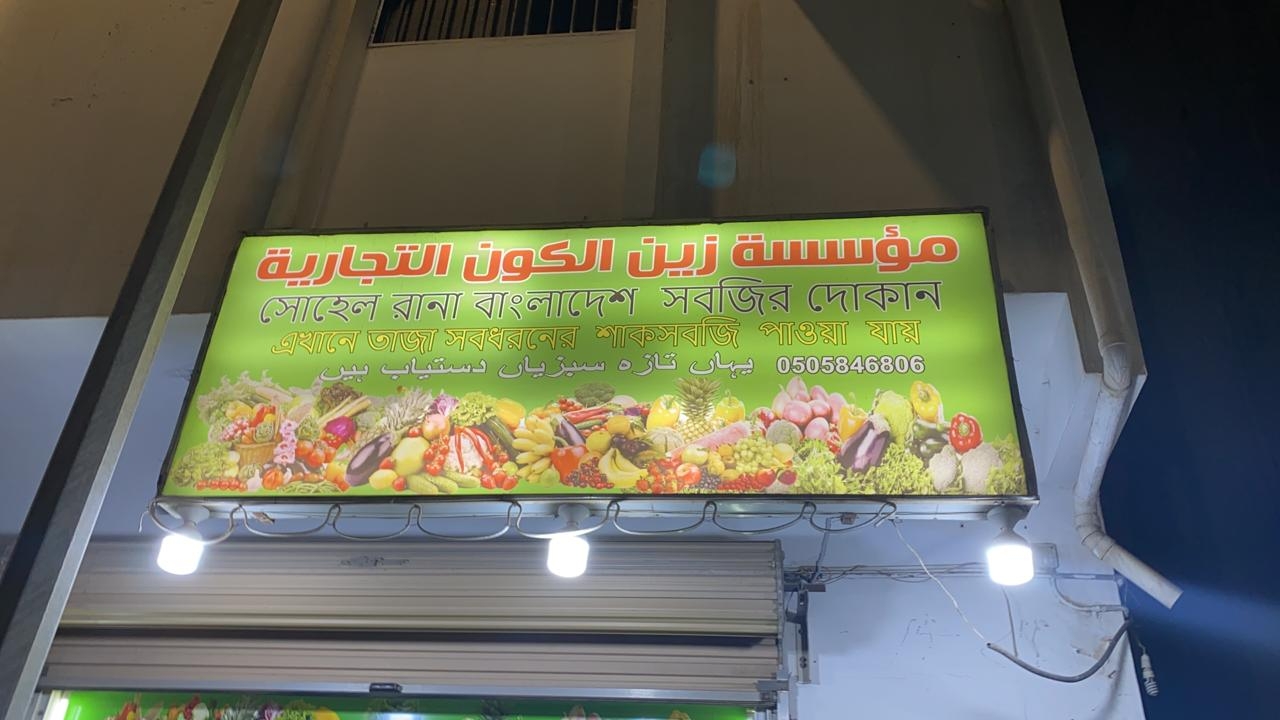 مؤسسة زين الكون التجارية
সোহেল রানা বাংলাদেশ সবজির দোকান
এখানে তাজা সবধরনের শাকসবজি পাওয়া যায়
یہاں تازہ سبزیاں دستیاب ہیں 0505846806